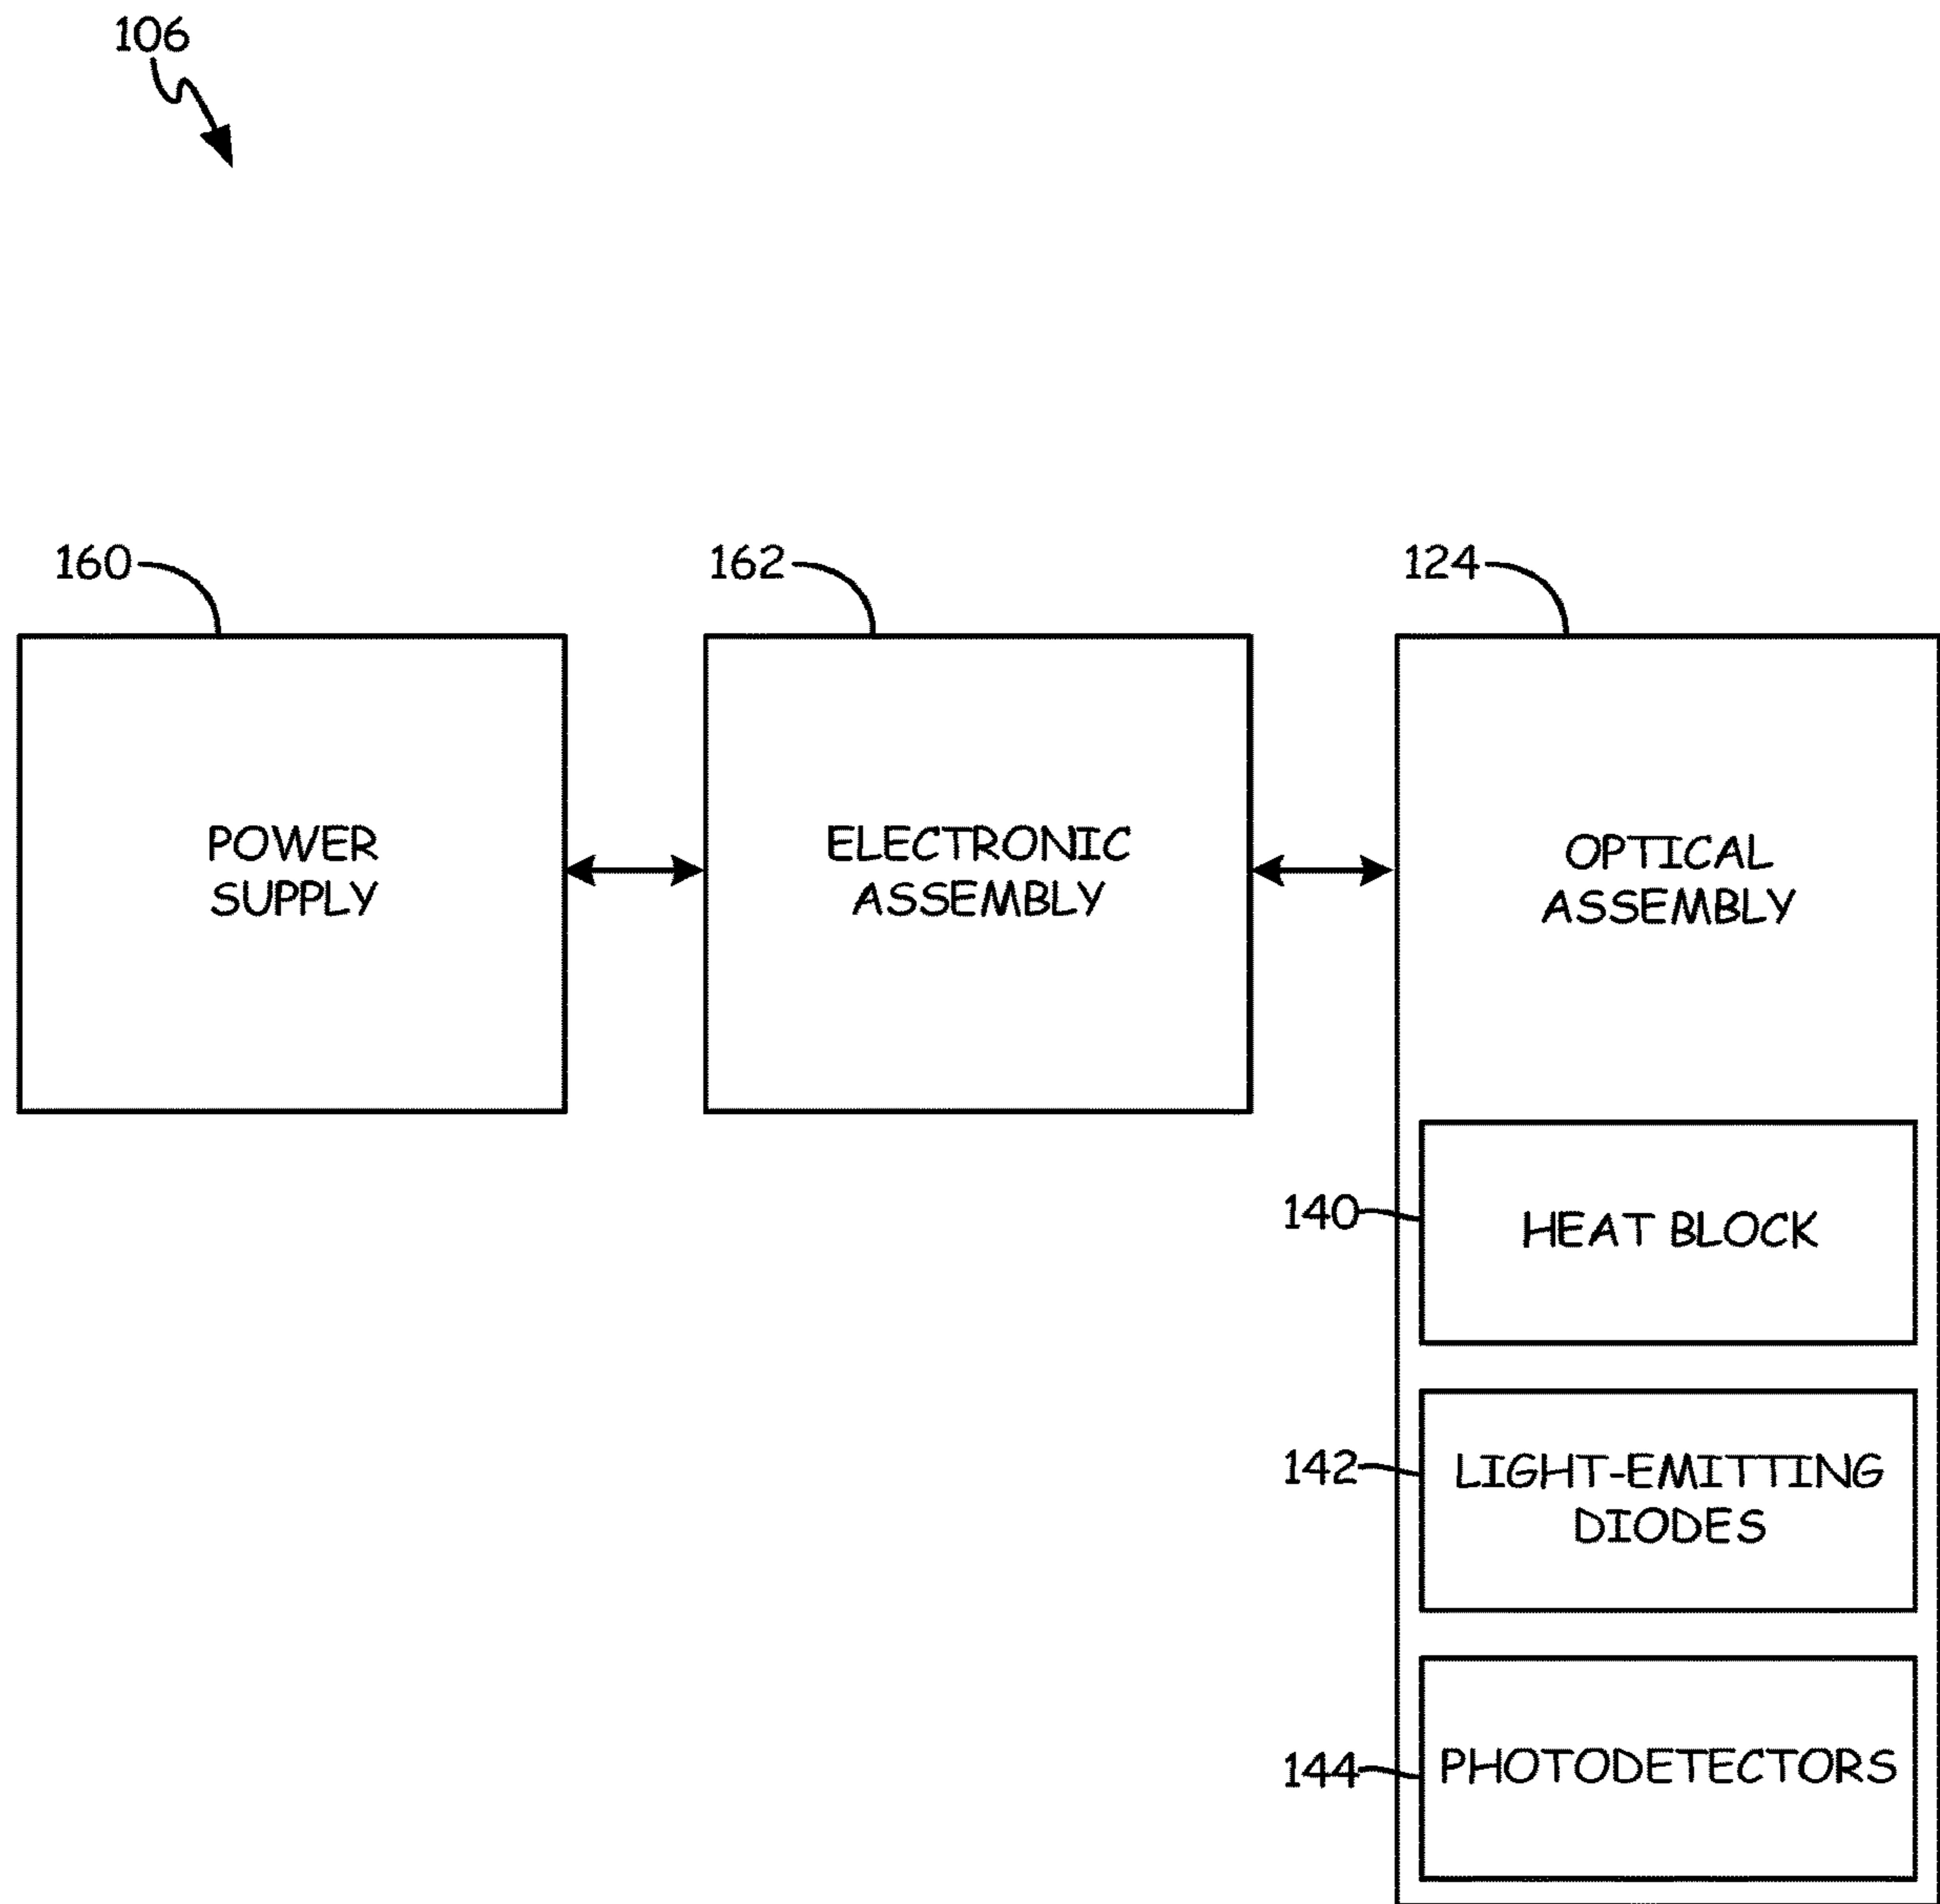 106
160
162
124
POWER
SUPPLY
ELECTRONIC
ASSEMBLY
OPTICAL
ASSEMBLY
140
HEAT BLOCK
142
LIGHT-EMITTING
DIODES
144
PHOTODETECTORS